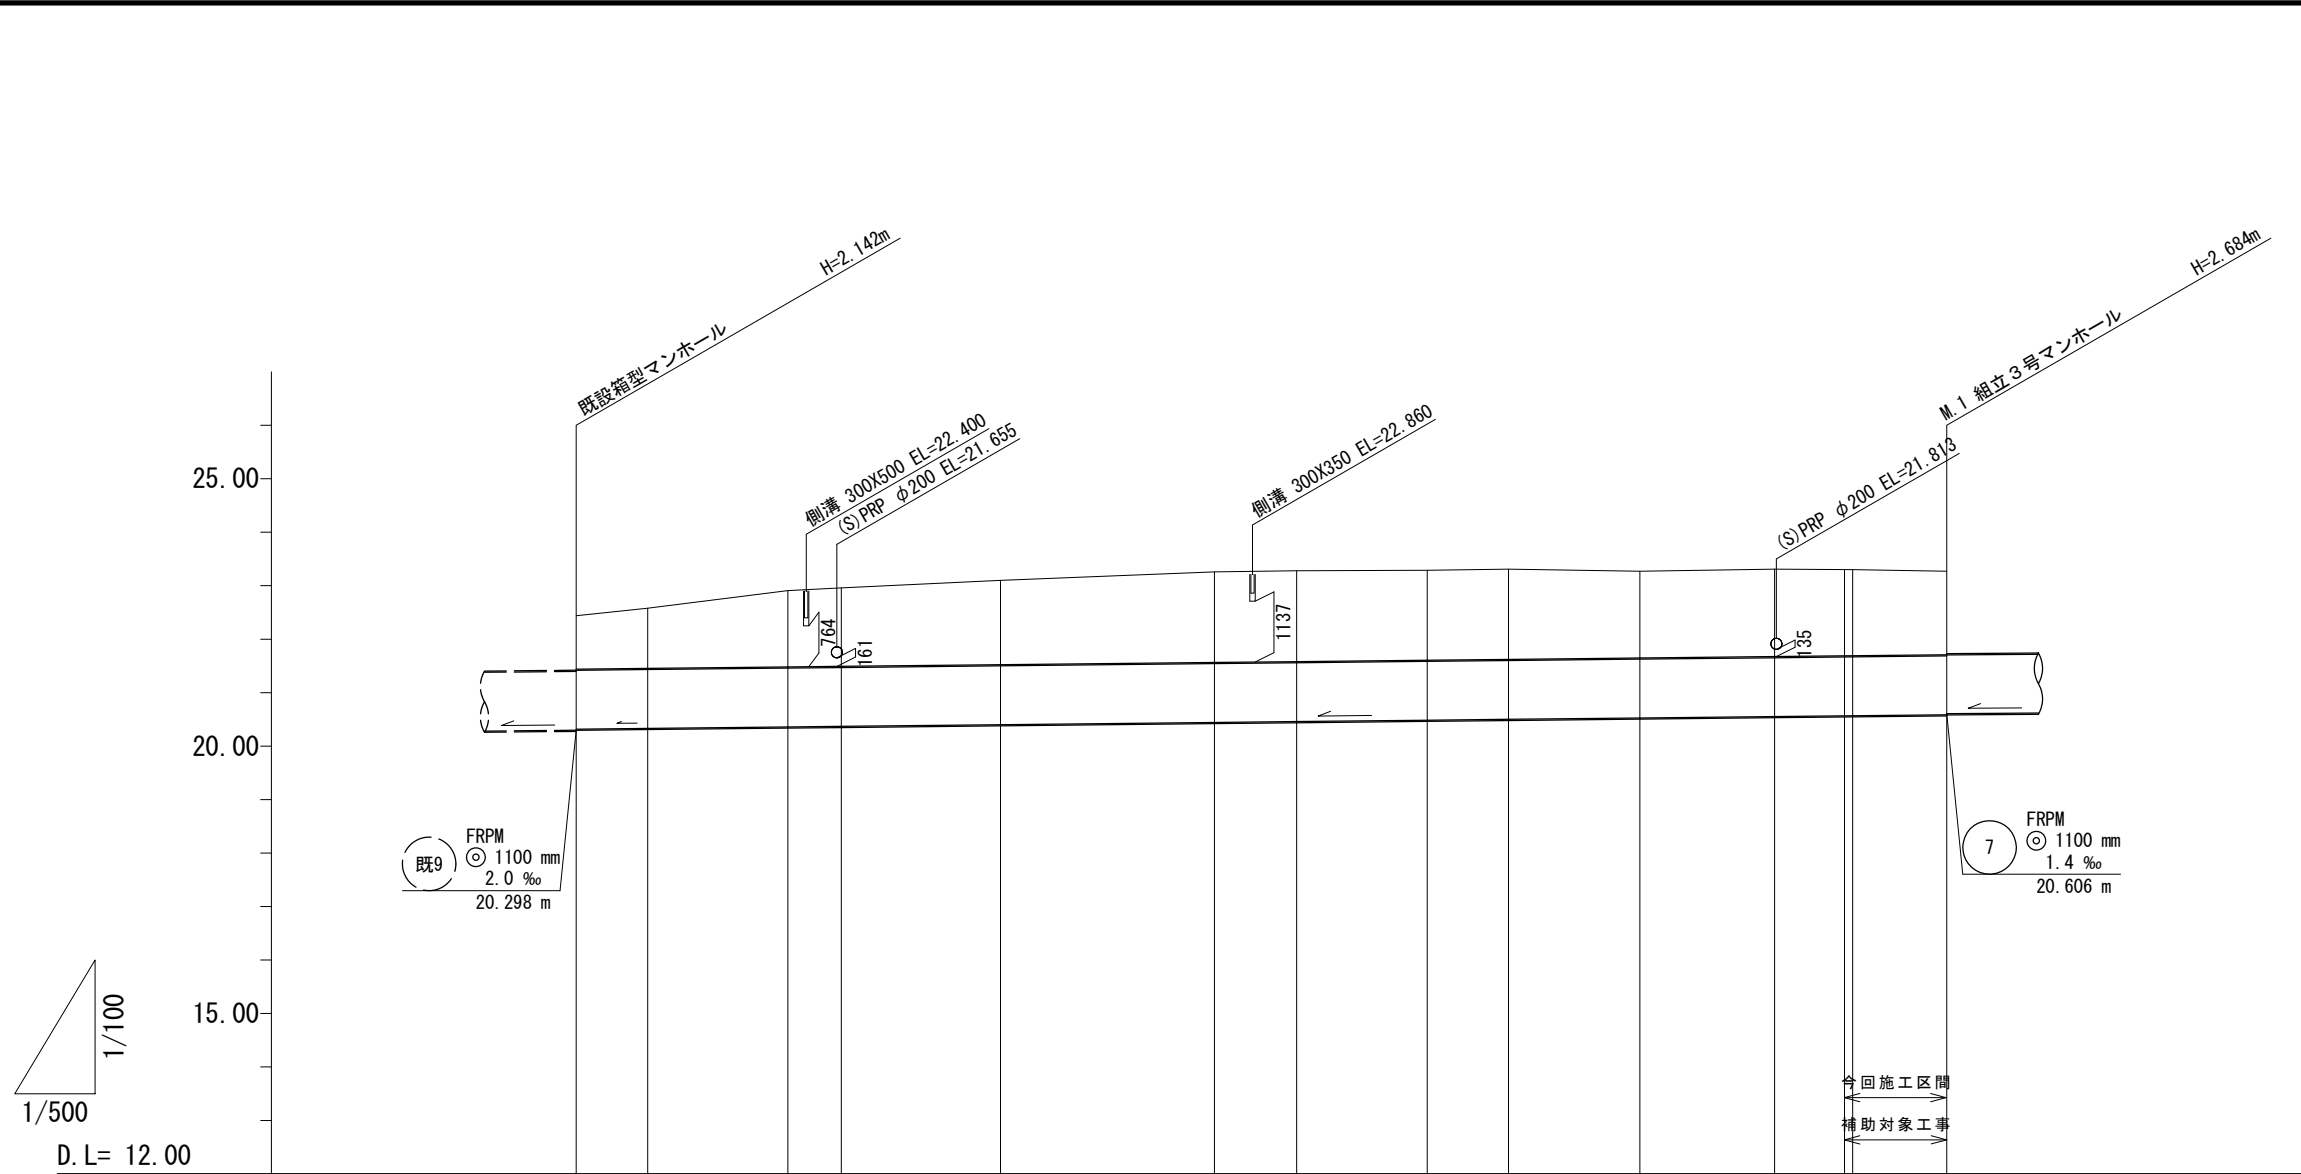 H=2.142m
既設箱型マンホール
H=2.684m
M.1 組立３号マンホール
側溝 300X500 EL=22.400
(S)PRP φ200 EL=21.655
側溝 300X350 EL=22.860
(S)PRP φ200 EL=21.813
25.00
764
161
1137
135
20.00
既9
FRPM
◎ 1100 mm
2.0 ‰
20.298 m
7
FRPM
◎ 1100 mm
1.4 ‰
20.606 m
15.00
1/100
1/500
今回施工区間
補助対象工事
D.L= 12.00